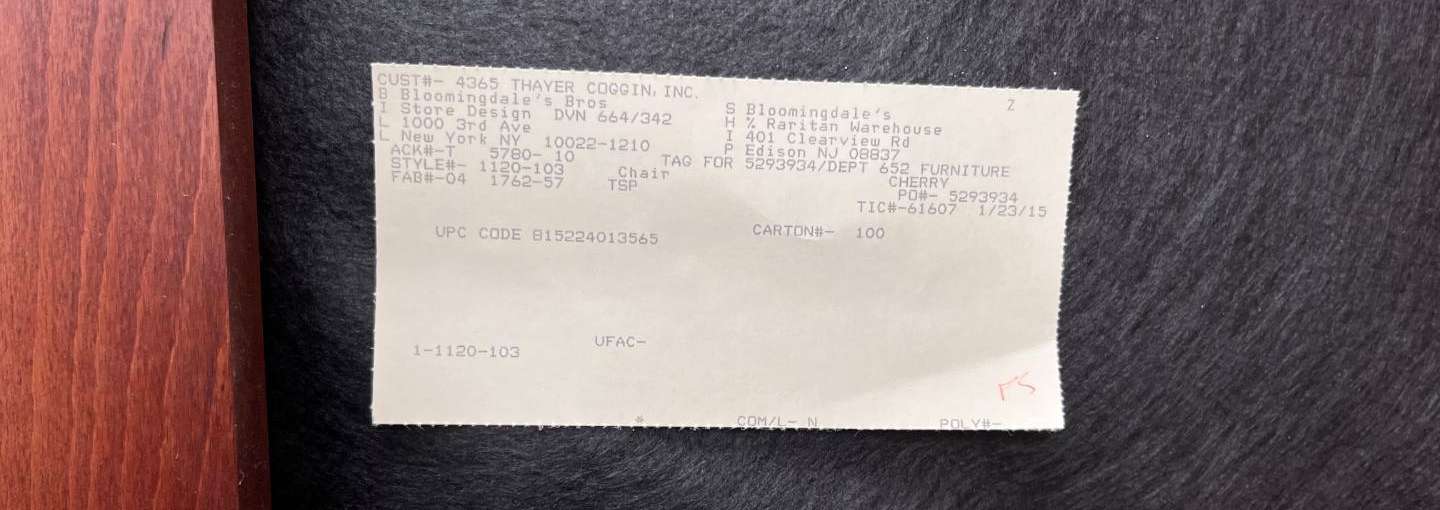 CUST#- 4365 THAYER COGGIN, INC. Z
B Bloomingdale's Bros S Bloomingdale's
I Store Design DVN 664/342 H % Raritan Warehouse
L 1000 3rd Ave I 401 Clearview Rd
L New York NY 10022-1210 P Edison NJ 08837
ACK#-T 5780- 10 TAG FOR 5293934/DEPT 652 FURNITURE
STYLE#- 1120-103 Chair CHERRY
FAB#-04 1762-57 TSP PO#- 5293934
TIC#-61607 1/23/15
UPC CODE 815224013565 CARTON#- 100
UFAC-
1-1120-103
* COM/L- N POLY#-